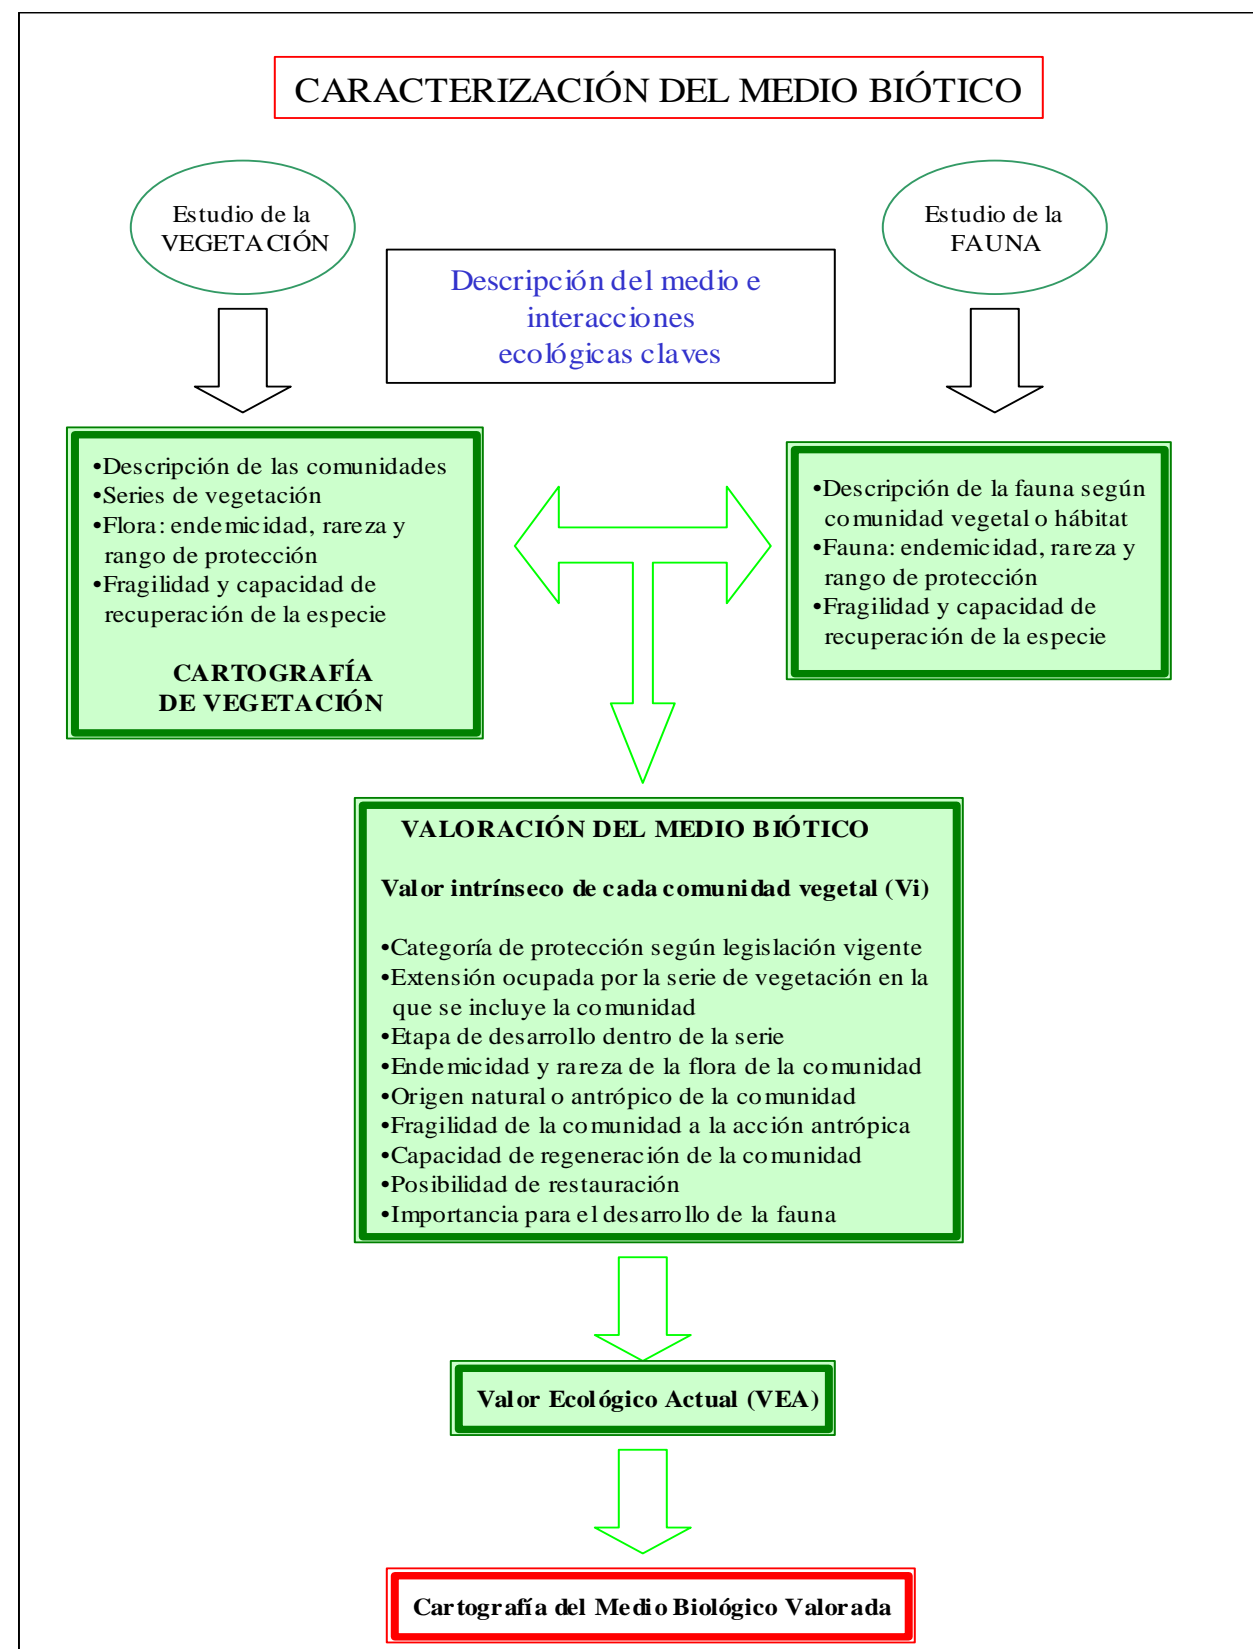 CARACTERIZACIÓN DEL MEDIO BIÓTICO
Estudio de la
VEGETACIÓN
Estudio de la
FAUNA
Descripción del medio e
interacciones
ecológicas claves
•Descripción de las comunidades
•Series de vegetación
•Flora: endemicidad, rareza y
rango de protección
•Fragilidad y capacidad de
recuperación de la especie
CARTOGRAFÍA
DE VEGETACIÓN
•Descripción de la fauna según
comunidad vegetal o hábitat
•Fauna: endemicidad, rareza y
rango de protección
•Fragilidad y capacidad de
recuperación de la especie
VALORACIÓN DEL MEDIO BIÓTICO
Valor intrínseco de cada comunidad vegetal (Vi)
•Categoría de protección según legislación vigente
•Extensión ocupada por la serie de vegetación en la
que se incluye la comunidad
•Etapa de desarrollo dentro de la serie
•Endemicidad y rareza de la flora de la comunidad
•Origen natural o antrópico de la comunidad
•Fragilidad de la comunidad a la acción antrópica
•Capacidad de regeneración de la comunidad
•Posibilidad de restauración
•Importancia para el desarrollo de la fauna
Valor Ecológico Actual (VEA)
Cartografía del Medio Biológico Valorada